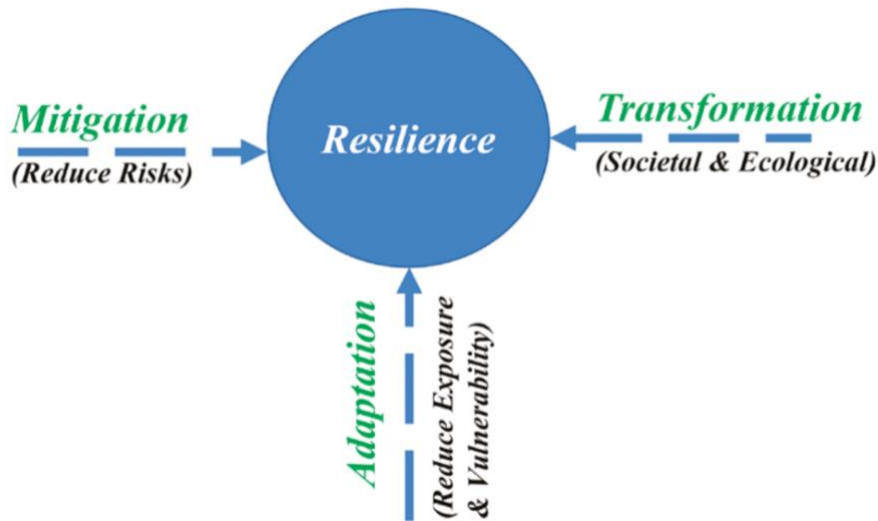 Mitigation
(Reduce Risks)
Resilience
Transformation
(Societal & Ecological)
Adaptation
(Reduce Exposure
& Vulnerability)